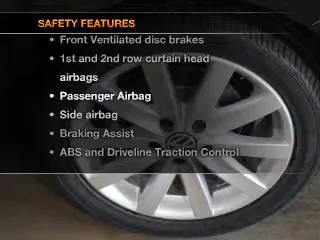 SAFETY FEATURES
• Front Ventilated disc brakes
• 1st and 2nd row curtain head
airbags
• Passenger Airbag
• Side airbag
• Braking Assist
• ABS and Driveline Traction Control